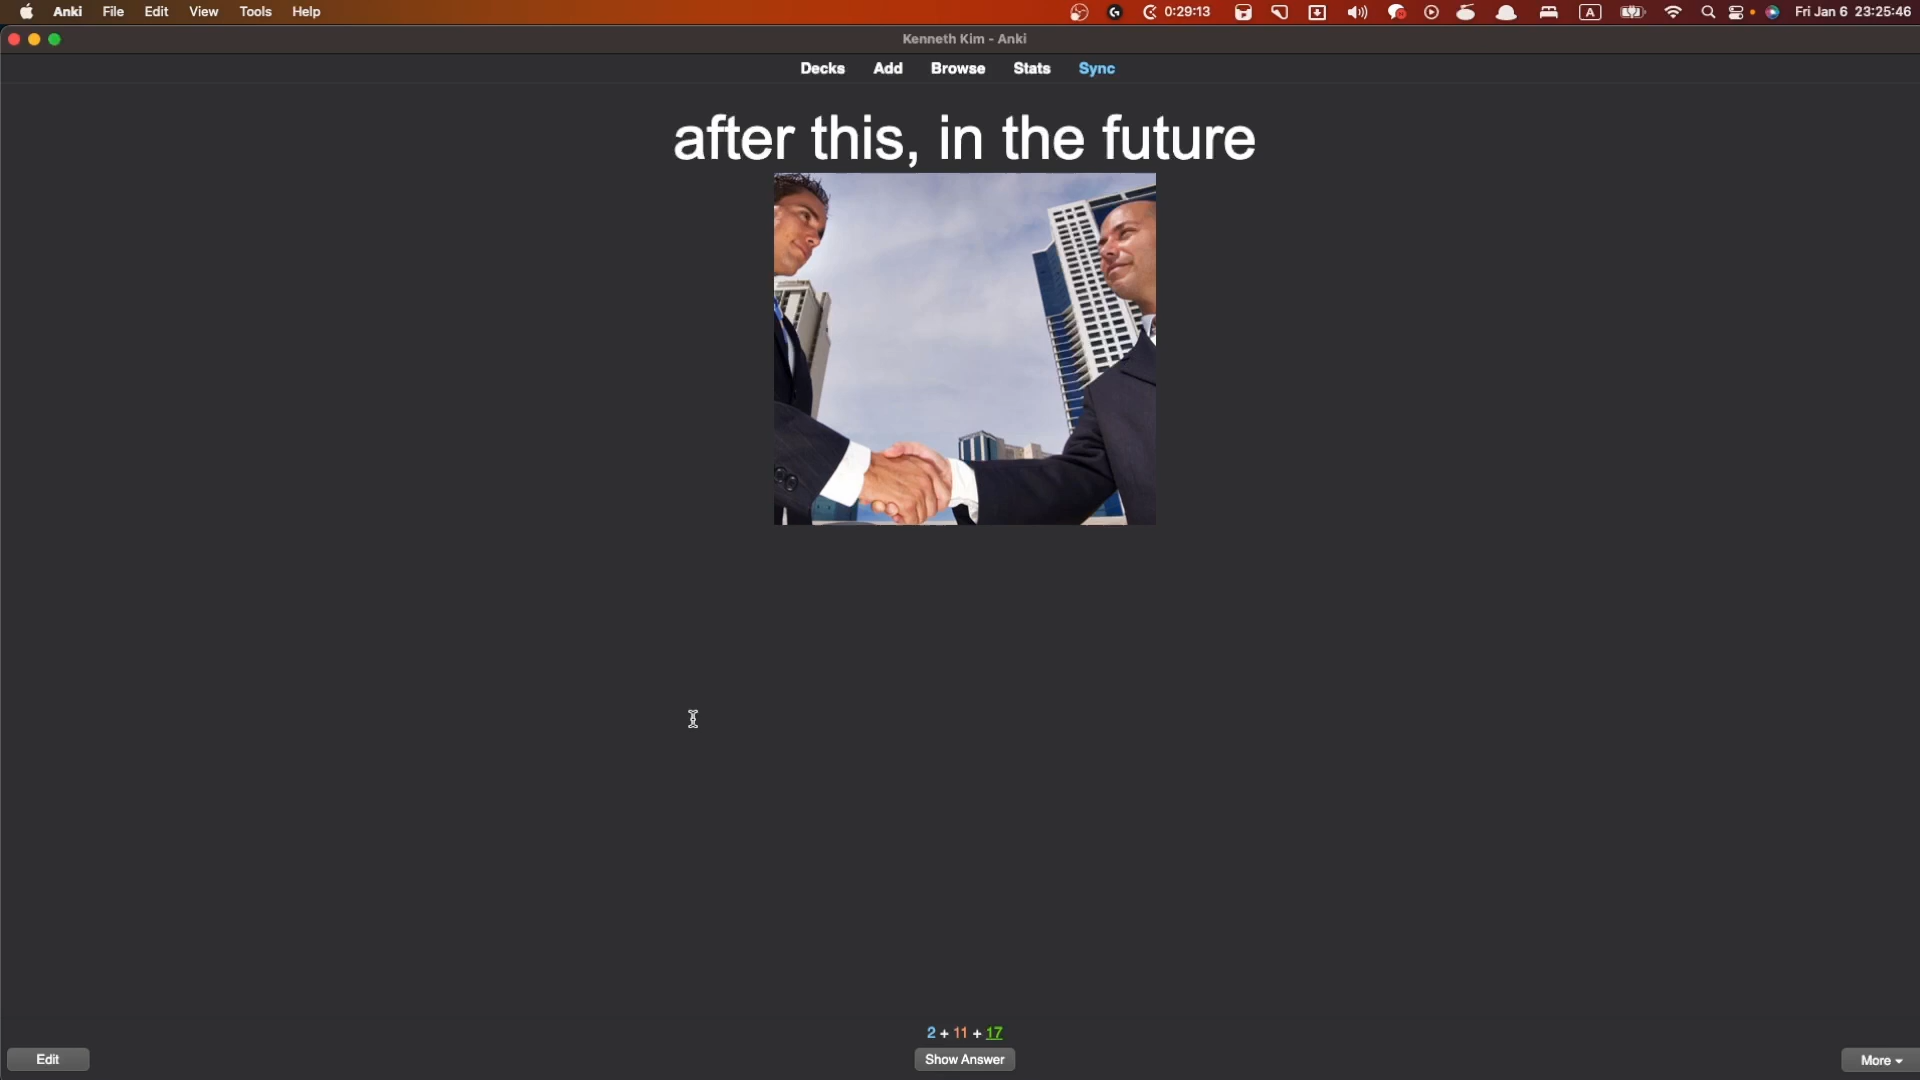 Anki File Edit View Tools Help 0:29:13 A Fri Jan 6 23:25:46
Kenneth Kim - Anki
Decks Add Browse Stats Sync
after this, in the future
2 + 11 + 17
Edit Show Answer More